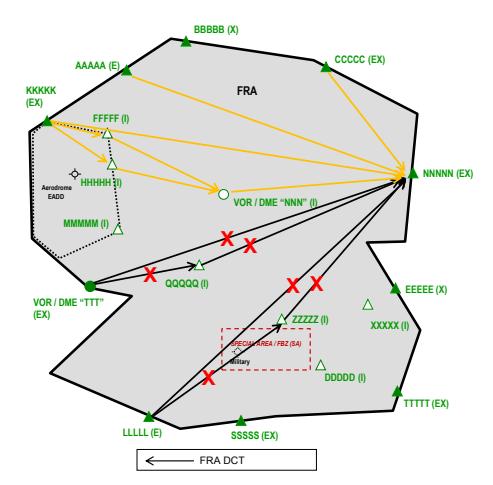 BBBBB (X)
AAAAA (E)
CCCCC (EX)
KKKKK
(EX)
FRA
FFFFF (I)
NNNNN (EX)
HHHHH (I)
Aerodrome
EADD
VOR / DME “NNN” (I)
MMMMM (I)
X
X
X
QQQQQ (I)
X
X
EEEEE (X)
VOR / DME “TTT”
(EX)
ZZZZZ (I)
XXXXX (I)
SPECIAL AREA / FBZ (SA)
Military
DDDDD (I)
X
TTTTT (EX)
LLLLL (E)
SSSSS (EX)
FRA DCT